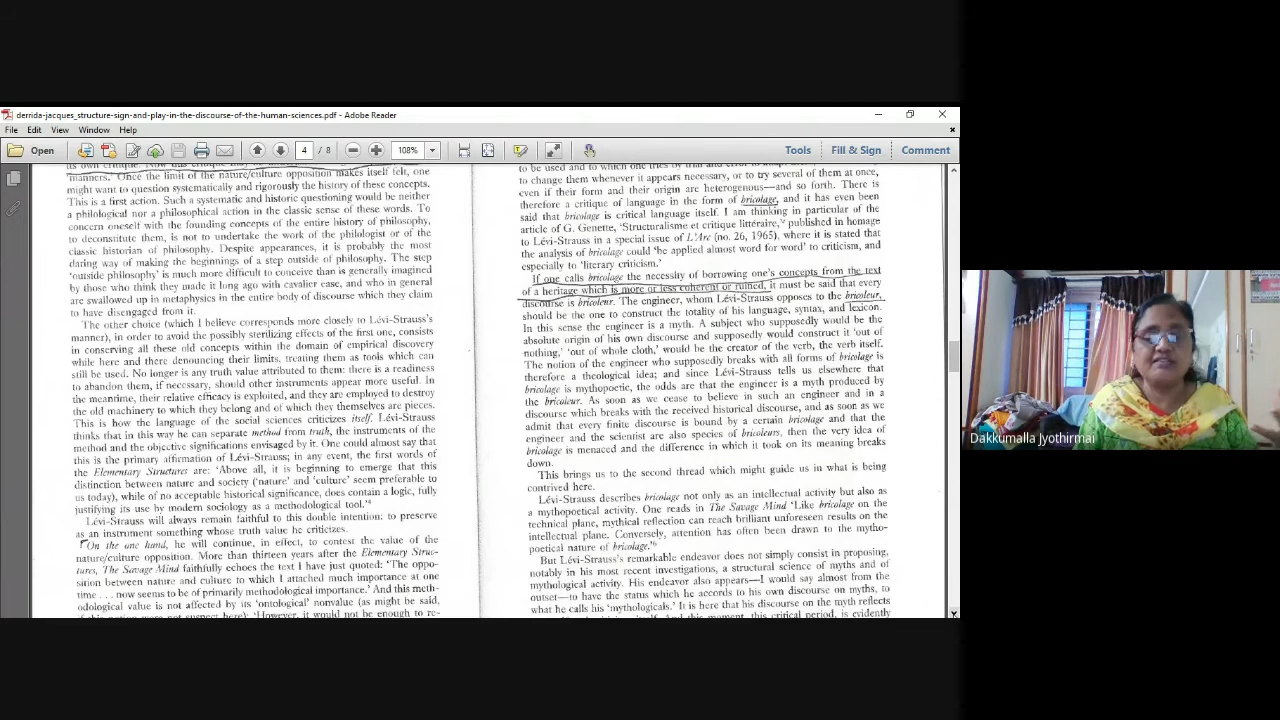 derrida-jacques_structure-sign-and-play-in-the-discourse-of-the-human-sciences.pdf - Adobe Reader
File Edit View Window Help
Open 4 / 8 108% Tools Fill & Sign Comment
manners. Once the limit of the nature/culture opposition makes itself felt, one
might want to question systematically and rigorously the history of these concepts.
This is a first action. Such a systematic and historic questioning would be neither
a philological nor a philosophical action in the classic sense of these words. To
concern oneself with the founding concepts of the entire history of philosophy,
to deconstitute them, is not to undertake the work of the philologist or of the
classic historian of philosophy. Despite appearances, it is probably the most
daring way of making the beginnings of a step outside of philosophy. The step
'outside philosophy' is much more difficult to conceive than is generally imagined
by those who think they made it long ago with cavalier ease, and who in general
are swallowed up in metaphysics in the entire body of discourse which they claim
to have disengaged from it.
The other choice (which I believe corresponds more closely to Lévi-Strauss's
manner), in order to avoid the possibly sterilizing effects of the first one, consists
in conserving all these old concepts within the domain of empirical discovery
while here and there denouncing their limits, treating them as tools which can
still be used. No longer is any truth value attributed to them: there is a readiness
to abandon them, if necessary, should other instruments appear more useful. In
the meantime, their relative efficacy is exploited, and they are employed to destroy
the old machinery to which they belong and of which they themselves are pieces.
This is how the language of the social sciences criticizes itself. Lévi-Strauss
thinks that in this way he can separate method from truth, the instruments of the
method and the objective significations envisaged by it. One could almost say that
this is the primary affirmation of Lévi-Strauss; in any event, the first words of
the Elementary Structures are: 'Above all, it is beginning to emerge that this
distinction between nature and society ('nature' and 'culture' seem preferable to
us today), while of no acceptable historical significance, does contain a logic, fully
justifying its use by modern sociology as a methodological tool.'4
Lévi-Strauss will always remain faithful to this double intention: to preserve
as an instrument something whose truth value he criticizes.
On the one hand, he will continue, in effect, to contest the value of the
nature/culture opposition. More than thirteen years after the Elementary Struc-
tures, The Savage Mind faithfully echoes the text I have just quoted: 'The oppo-
sition between nature and culture to which I attached much importance at one
time . . . now seems to be of primarily methodological importance.' And this meth-
odological value is not affected by its 'ontological' nonvalue (as might be said,
if this notion were not suspect here): 'However, it would not be enough to re-
to be used and to which one tries by trial and error to
to change them whenever it appears necessary, or to try several of them at once,
even if their form and their origin are heterogenous—and so forth. There is
therefore a critique of language in the form of bricolage, and it has even been
said that bricolage is critical language itself. I am thinking in particular of the
article of G. Genette, 'Structuralisme et critique littéraire,' published in homage
to Lévi-Strauss in a special issue of L'Arc (no. 26, 1965), where it is stated that
the analysis of bricolage could 'be applied almost word for word' to criticism, and
especially to 'literary criticism.'
If one calls bricolage the necessity of borrowing one's concepts from the text
of a heritage which is more or less coherent or ruined, it must be said that every
discourse is bricoleur. The engineer, whom Lévi-Strauss opposes to the bricoleur,
should be the one to construct the totality of his language, syntax, and lexicon.
In this sense the engineer is a myth. A subject who supposedly would be the
absolute origin of his own discourse and supposedly would construct it 'out of
nothing,' 'out of whole cloth,' would be the creator of the verb, the verb itself.
The notion of the engineer who supposedly breaks with all forms of bricolage is
therefore a theological idea; and since Lévi-Strauss tells us elsewhere that
bricolage is mythopoetic, the odds are that the engineer is a myth produced by
the bricoleur. As soon as we cease to believe in such an engineer and in a
discourse which breaks with the received historical discourse, and as soon as we
admit that every finite discourse is bound by a certain bricolage and that the
engineer and the scientist are also species of bricoleurs, then the very idea of
bricolage is menaced and the difference in which it took on its meaning breaks
down.
This brings us to the second thread which might guide us in what is being
contrived here.
Lévi-Strauss describes bricolage not only as an intellectual activity but also as
a mythopoetical activity. One reads in The Savage Mind 'Like bricolage on the
technical plane, mythical reflection can reach brilliant unforeseen results on the
intellectual plane. Conversely, attention has often been drawn to the mytho-
poetical nature of bricolage.'6
But Lévi-Strauss's remarkable endeavor does not simply consist in proposing,
notably in his most recent investigations, a structural science of myths and of
mythological activity. His endeavor also appears—I would say almost from the
outset—to have the status which he accords to his own discourse on myths, to
what he calls his 'mythologicals.' It is here that his discourse on the myth reflects
this moment, this critical period, is evidently
Dakkumalla Jyothirmai